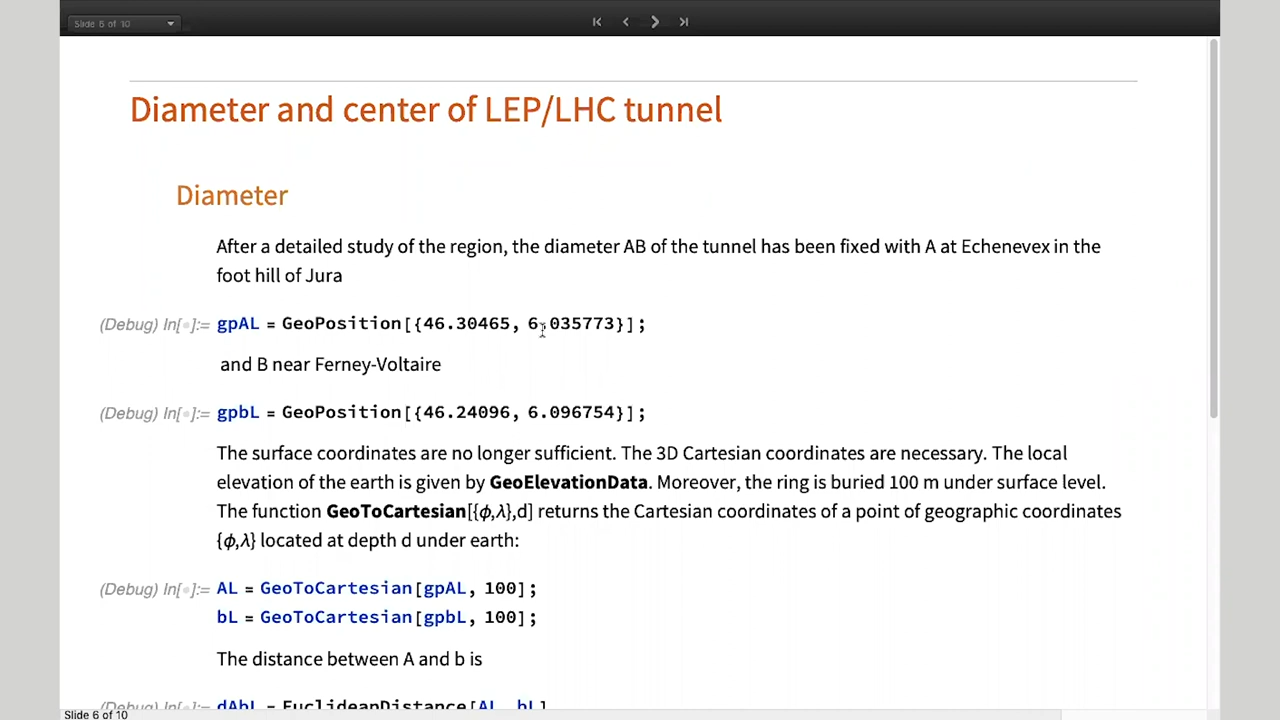 Slide 6 of 10
Diameter and center of LEP/LHC tunnel
Diameter
After a detailed study of the region, the diameter AB of the tunnel has been fixed with A at Echenevex in the
foot hill of Jura
(Debug) In[•]:= gpAL = GeoPosition[{46.30465, 6.035773}];
and B near Ferney-Voltaire
(Debug) In[•]:= gpbL = GeoPosition[{46.24096, 6.096754}];
The surface coordinates are no longer sufficient. The 3D Cartesian coordinates are necessary. The local
elevation of the earth is given by GeoElevationData. Moreover, the ring is buried 100 m under surface level.
The function GeoToCartesian[{ϕ,λ},d] returns the Cartesian coordinates of a point of geographic coordinates
{ϕ,λ} located at depth d under earth:
(Debug) In[•]:= AL = GeoToCartesian[gpAL, 100];
bL = GeoToCartesian[gpbL, 100];
The distance between A and b is
(Debug) In[•]:= dAbL = EuclideanDistance[AL, bL]
Slide 6 of 10